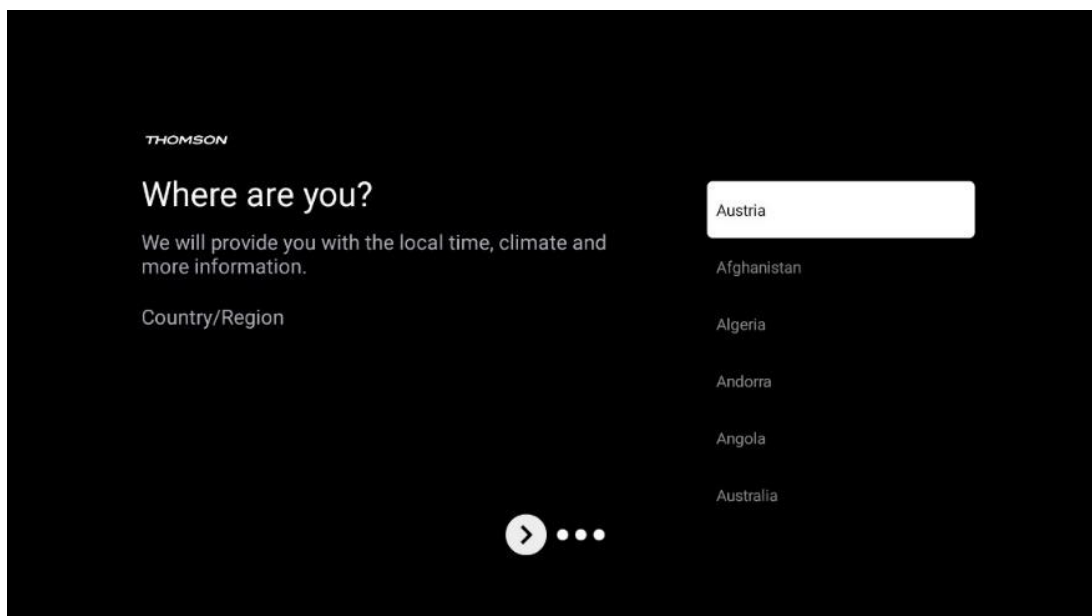 THOMSON
Where are you?
We will provide you with the local time, climate and
more information.
Country/Region
Austria
Afghanistan
Algeria
Andorra
Angola
Australia